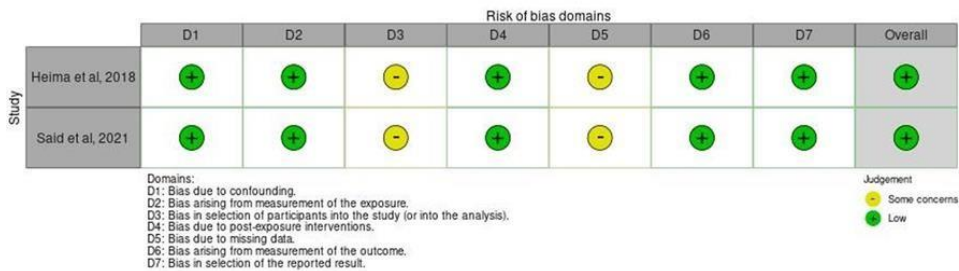 Risk of bias domains
D1 D2 D3 D4 D5 D6 D7 Overall
Study
Heima et al, 2018 + + - + - + + +
Said et al, 2021 + + - + - + + +
Domains:
D1: Bias due to confounding.
D2: Bias arising from measurement of the exposure.
D3: Bias in selection of participants into the study (or into the analysis).
D4: Bias due to post-exposure interventions.
D5: Bias due to missing data.
D6: Bias arising from measurement of the outcome.
D7: Bias in selection of the reported result.
Judgement
- Some concerns
+ Low